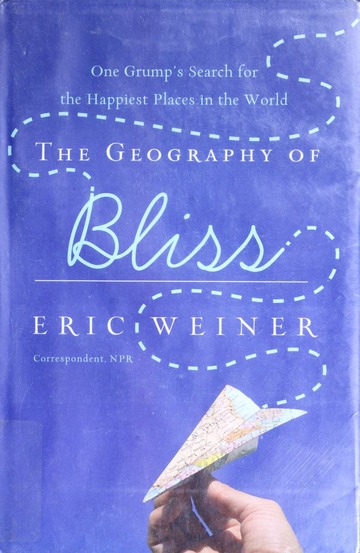 One Grump's Search for
the Happiest Places in the World
THE GEOGRAPHY OF
Bliss
ERIC WEINER
Correspondent, NPR